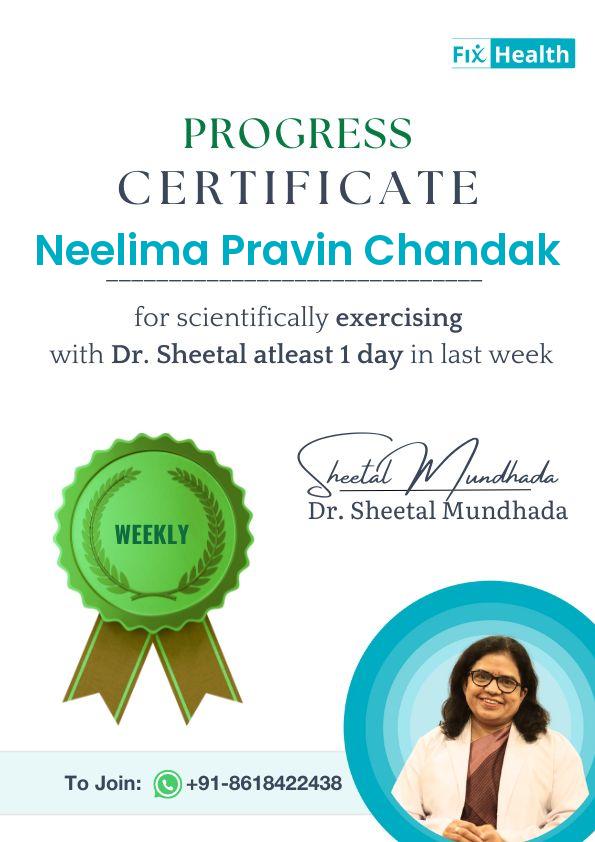 Fix Health
PROGRESS
CERTIFICATE
Neelima Pravin Chandak
for scientifically exercising
with Dr. Sheetal atleast 1 day in last week
WEEKLY
Sheetal Mundhada
Dr. Sheetal Mundhada
To Join: +91-8618422438